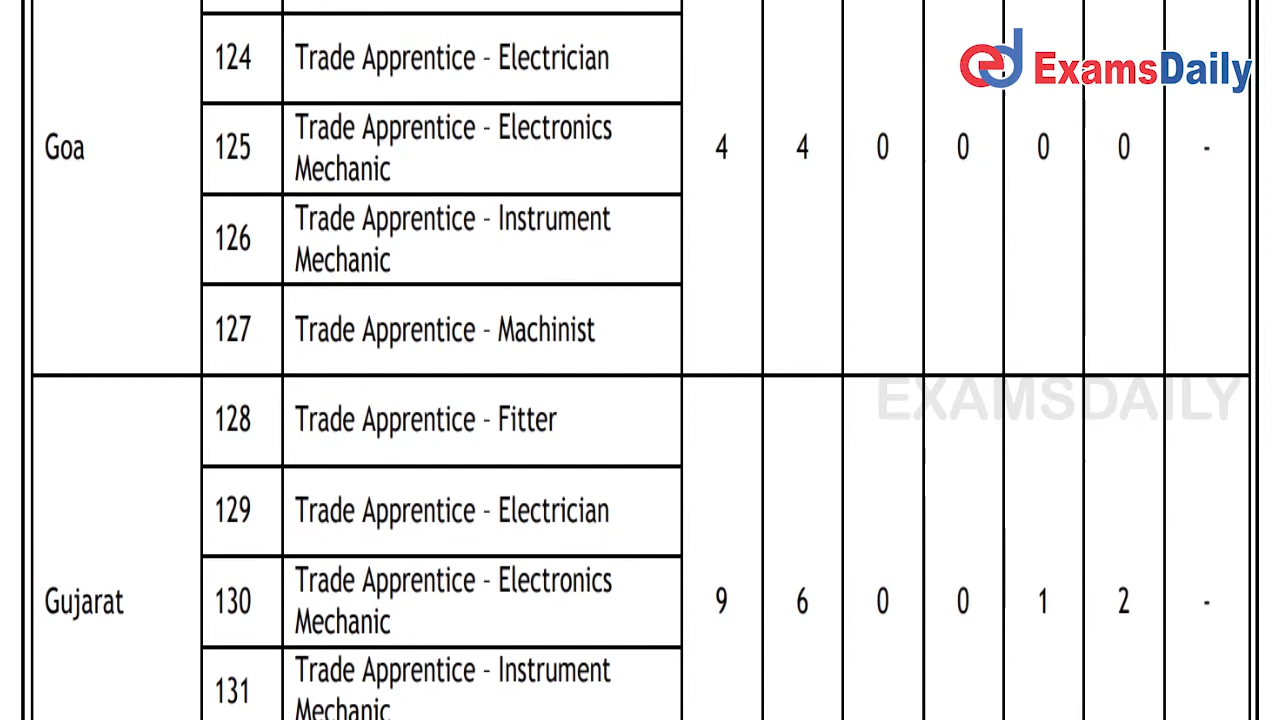 ed ExamsDaily
124 Trade Apprentice - Electrician
Goa 125 Trade Apprentice - Electronics Mechanic 4 4 0 0 0 0 -
126 Trade Apprentice - Instrument Mechanic
127 Trade Apprentice - Machinist
EXAMSDAILY
128 Trade Apprentice - Fitter
129 Trade Apprentice - Electrician
Gujarat 130 Trade Apprentice - Electronics Mechanic 9 6 0 0 1 2 -
131 Trade Apprentice - Instrument Mechanic